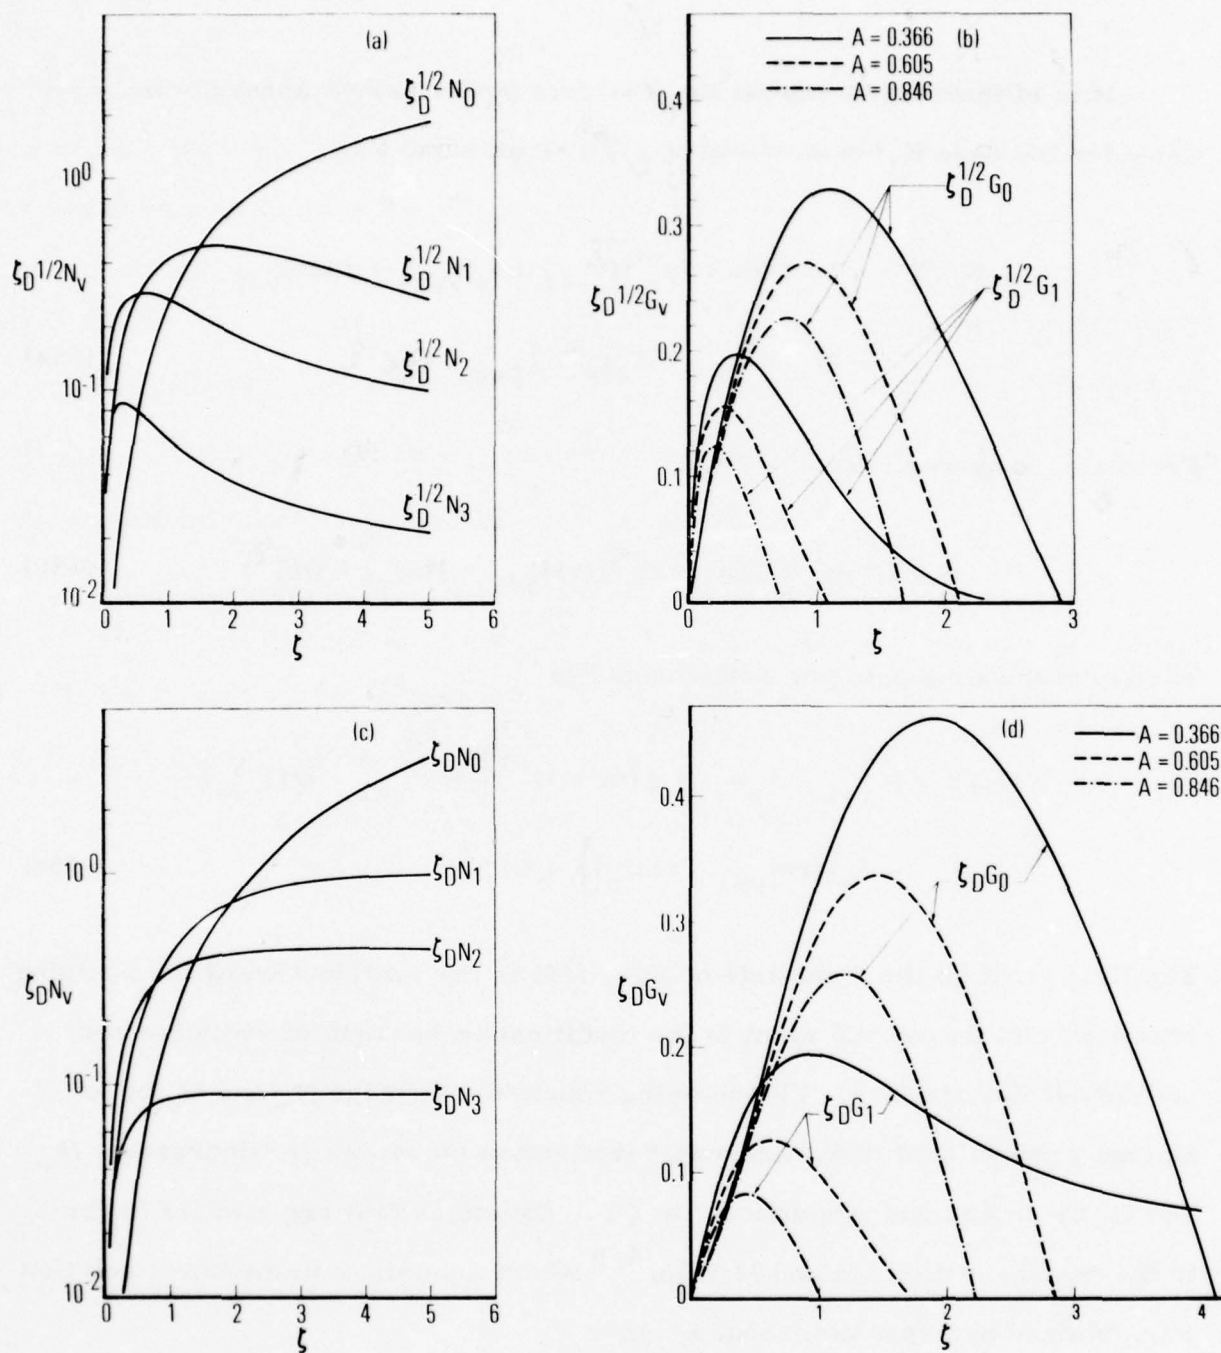 (a)
ζ_D^{1/2} N_0
10^0
ζ_D^{1/2} N_1
ζ_D^{1/2} N_v
ζ_D^{1/2} N_2
10^{-1}
ζ_D^{1/2} N_3
10^{-2}
0 1 2 3 4 5 6
ζ
A = 0.366 (b)
A = 0.605
A = 0.846
0.4
ζ_D^{1/2} G_0
0.3
ζ_D^{1/2} G_1
ζ_D^{1/2} G_v
0.2
0.1
0
0 1 2 3
ζ
(c)
ζ_D N_0
10^0
ζ_D N_1
ζ_D N_2
ζ_D N_v
10^{-1}
ζ_D N_3
10^{-2}
0 1 2 3 4 5 6
ζ
(d)
A = 0.366
A = 0.605
A = 0.846
0.4
ζ_D G_0
0.3
ζ_D G_v
0.2
ζ_D G_1
0.1
0
0 1 2 3 4
ζ